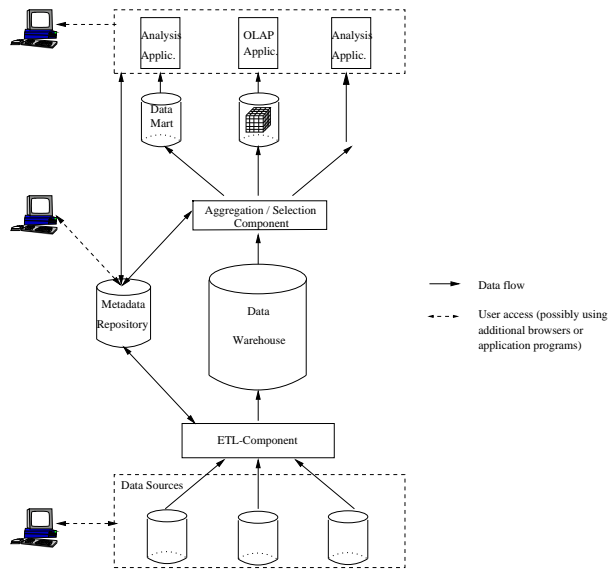 Analysis
Applic.
OLAP
Applic.
Analysis
Applic.
Data
Mart
Aggregation / Selection
Component
Metadata
Repository
Data
Warehouse
Data flow
User access (possibly using
additional browsers or
application programs)
ETL-Component
Data Sources